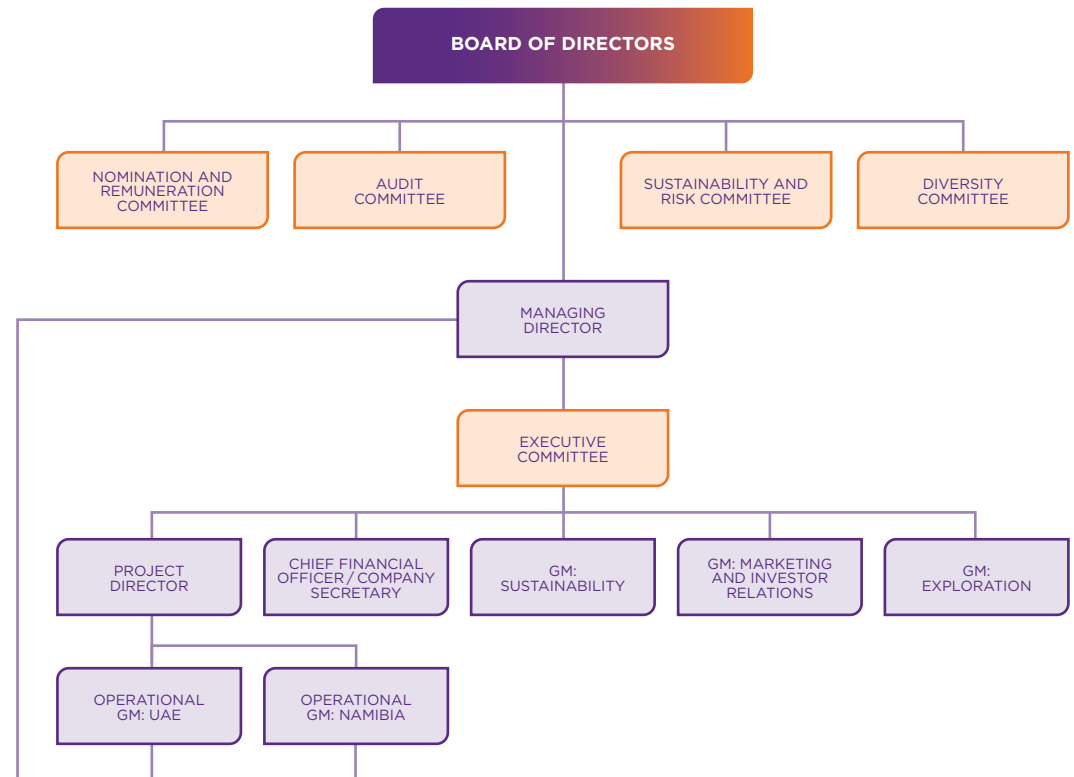 BOARD OF DIRECTORS
NOMINATION AND
REMUNERATION
COMMITTEE
AUDIT
COMMITTEE
SUSTAINABILITY AND
RISK COMMITTEE
DIVERSITY
COMMITTEE
MANAGING
DIRECTOR
EXECUTIVE
COMMITTEE
PROJECT
DIRECTOR
CHIEF FINANCIAL
OFFICER / COMPANY
SECRETARY
GM:
SUSTAINABILITY
GM: MARKETING
AND INVESTOR
RELATIONS
GM:
EXPLORATION
OPERATIONAL
GM: UAE
OPERATIONAL
GM: NAMIBIA